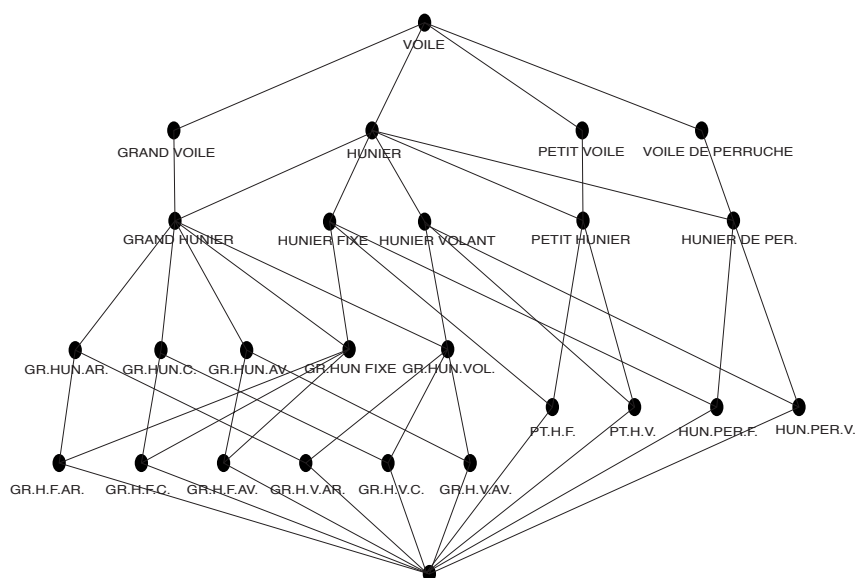 VOILE
GRAND VOILE
HUNIER
PETIT VOILE
VOILE DE PERRUCHE
GRAND HUNIER
HUNIER FIXE
HUNIER VOLANT
PETIT HUNIER
HUNIER DE PER.
GR.HUN.AR.
GR.HUN.C.
GR.HUN.AV.
GR.HUN FIXE
GR.HUN.VOL.
PT.H.F.
PT.H.V.
HUN.PER.F.
HUN.PER.V.
GR.H.F.AR.
GR.H.F.C.
GR.H.F.AV.
GR.H.V.AR.
GR.H.V.C.
GR.H.V.AV.